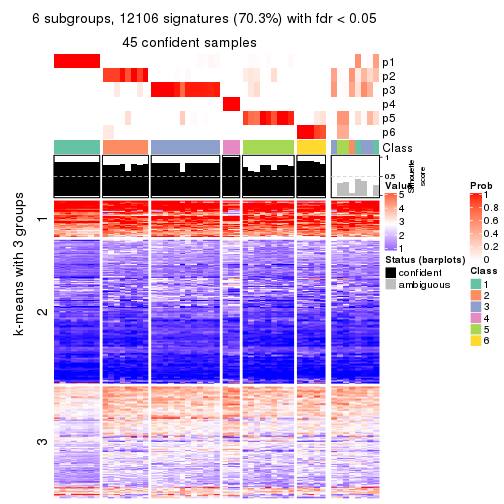 6 subgroups, 12106 signatures (70.3%) with fdr < 0.05
45 confident samples
p1
p2
p3
p4
p5
p6
Class
1
0.5
0
Silhouette
score
k-means with 3 groups
1
2
3
Value
5
4
3
2
1
Status (barplots)
confident
ambiguous
Prob
1
0.8
0.6
0.4
0.2
0
Class
1
2
3
4
5
6